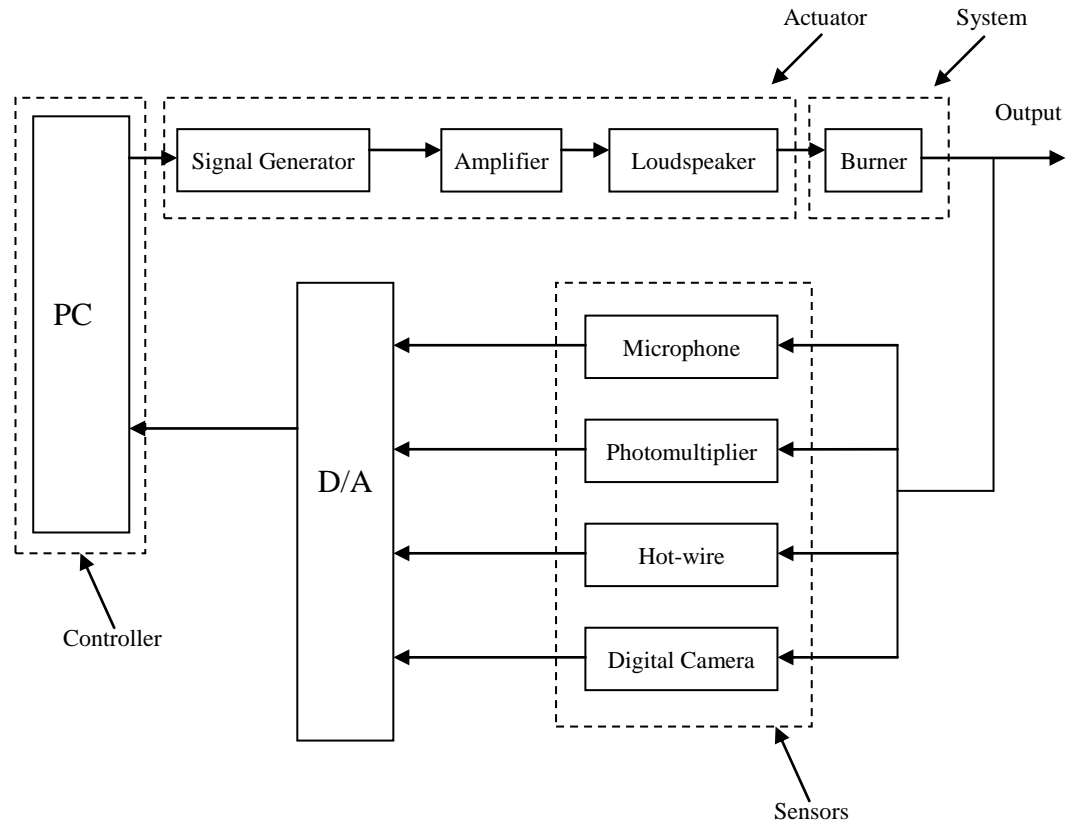 Actuator
System
Output
Signal Generator
Amplifier
Loudspeaker
Burner
PC
D/A
Microphone
Photomultiplier
Hot-wire
Digital Camera
Controller
Sensors